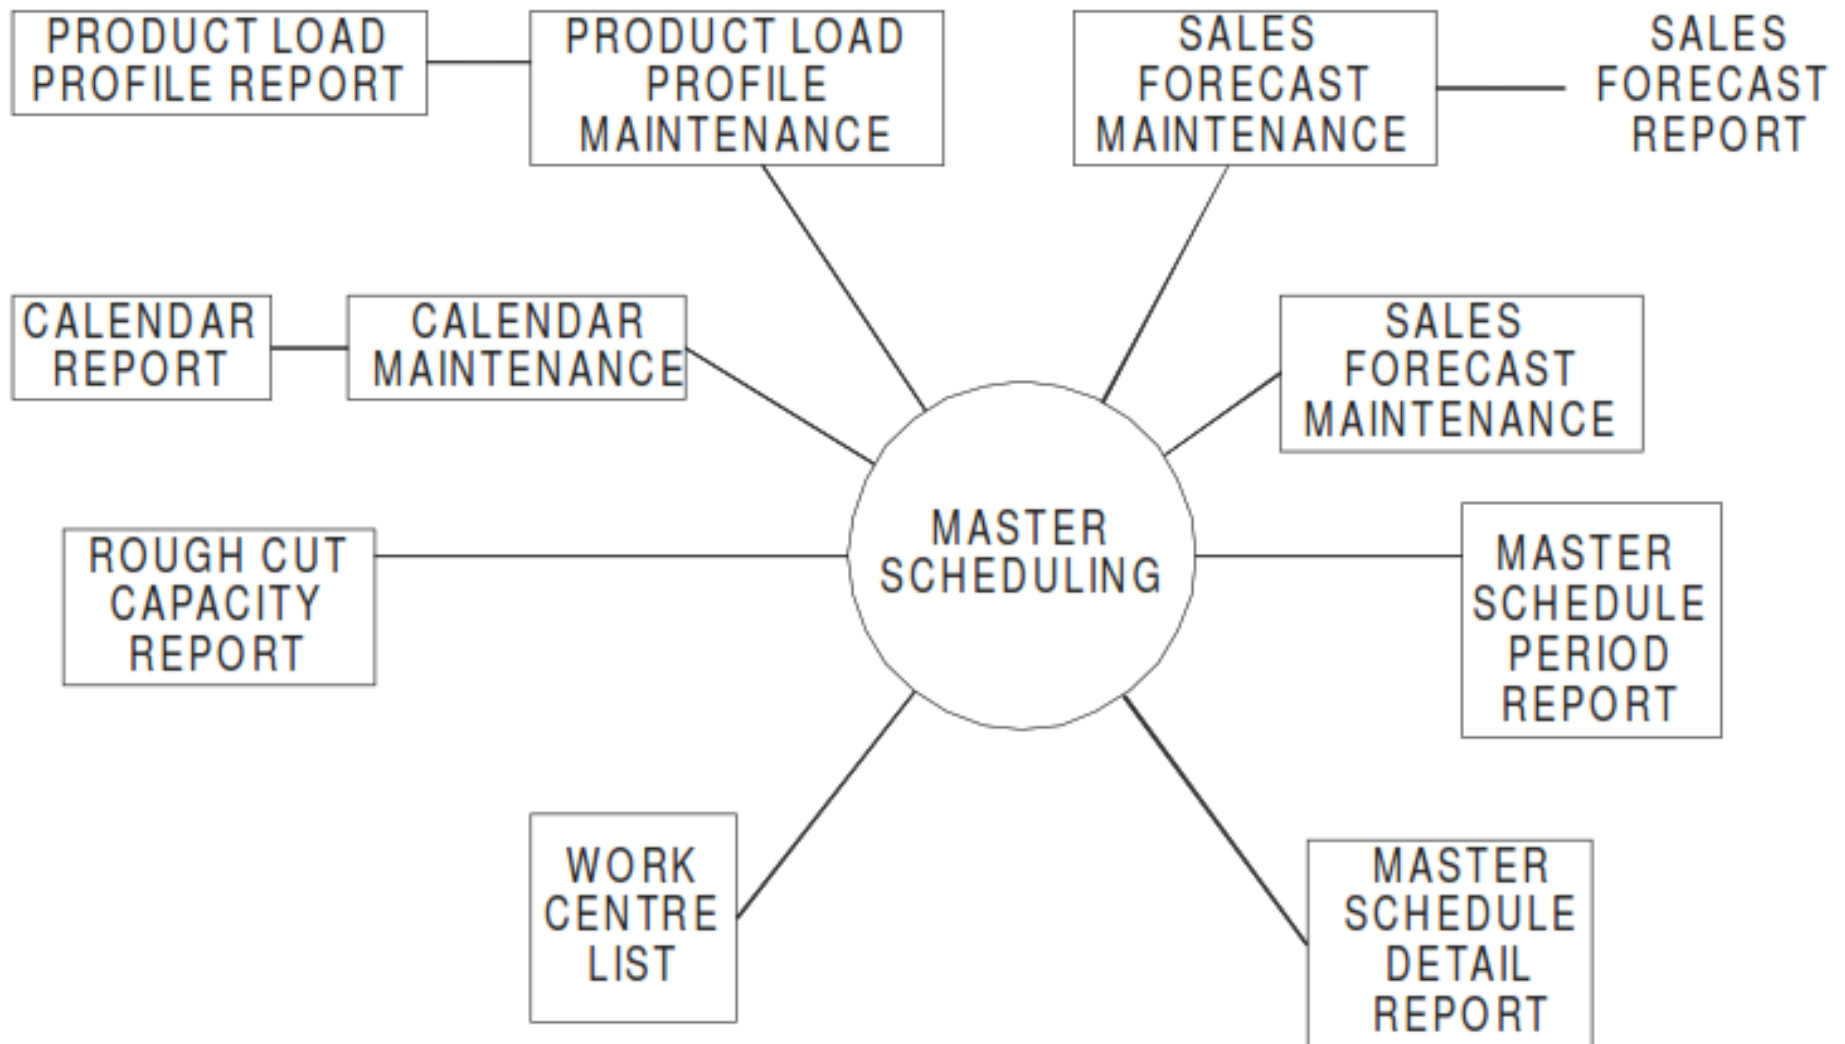 PRODUCT LOAD
PROFILE REPORT
PRODUCT LOAD
PROFILE
MAINTENANCE
SALES
FORECAST
MAINTENANCE
SALES
FORECAST
REPORT
CALENDAR
REPORT
CALENDAR
MAINTENANCE
SALES
FORECAST
MAINTENANCE
ROUGH CUT
CAPACITY
REPORT
MASTER
SCHEDULING
MASTER
SCHEDULE
PERIOD
REPORT
WORK
CENTRE
LIST
MASTER
SCHEDULE
DETAIL
REPORT